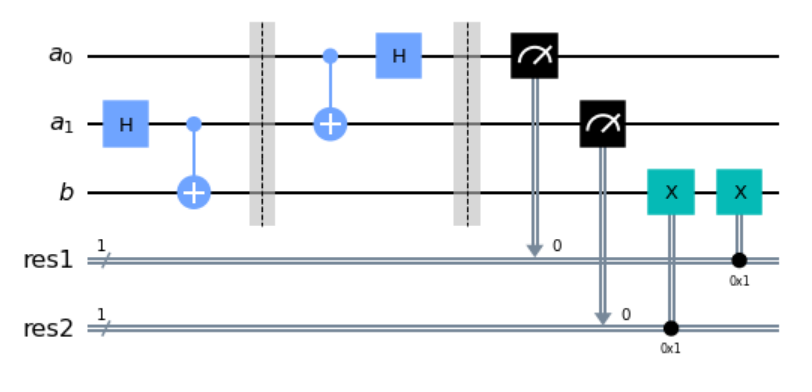 a₀ H
a₁ H
b X X
res1 1 0 0x1
res2 1 0 0x1